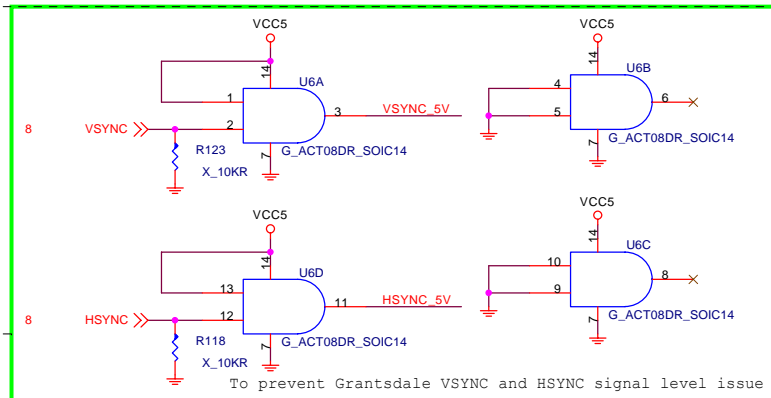 VCC5
14
U6A
1
2
3
VSYNC_5V
8
VSYNC
R123
X_10KR
7
G_ACT08DR_SOIC14
VCC5
14
U6B
4
5
6
7
G_ACT08DR_SOIC14
VCC5
14
U6D
13
12
11
HSYNC_5V
8
HSYNC
R118
X_10KR
7
G_ACT08DR_SOIC14
VCC5
14
U6C
10
9
8
7
G_ACT08DR_SOIC14
To prevent Grantsdale VSYNC and HSYNC signal level issue